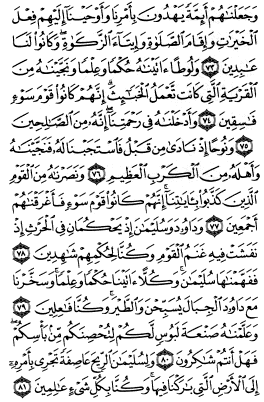 وَجَعَلْنَٰهُمْ أَئِمَّةً يَهْدُونَ بِأَمْرِنَا وَأَوْحَيْنَآ إِلَيْهِمْ فِعْلَ
ٱلْخَيْرَٰتِ وَإِقَامَ ٱلصَّلَوٰةِ وَإِيتَآءَ ٱلزَّكَوٰةِ ۖ وَكَانُوا۟ لَنَا
عَٰبِدِينَ ٧٣ وَلُوطًا ءَاتَيْنَٰهُ حُكْمًا وَعِلْمًا وَنَجَّيْنَٰهُ مِنَ
ٱلْقَرْيَةِ ٱلَّتِى كَانَت تَّعْمَلُ ٱلْخَبَٰٓئِثَ ۗ إِنَّهُمْ كَانُوا۟ قَوْمَ سَوْءٍ
فَٰسِقِينَ ٧٤ وَأَدْخَلْنَٰهُ فِى رَحْمَتِنَآ ۖ إِنَّهُۥ مِنَ ٱلصَّٰلِحِينَ
٧٥ وَنُوحًا إِذْ نَادَىٰ مِن قَبْلُ فَٱسْتَجَبْنَا لَهُۥ فَنَجَّيْنَٰهُ
وَأَهْلَهُۥ مِنَ ٱلْكَرْبِ ٱلْعَظِيمِ ٧٦ وَنَصَرْنَٰهُ مِنَ ٱلْقَوْمِ
ٱلَّذِينَ كَذَّبُوا۟ بِـَٔايَٰتِنَآ ۚ إِنَّهُمْ كَانُوا۟ قَوْمَ سَوْءٍ فَأَغْرَقْنَٰهُمْ
أَجْمَعِينَ ٧٧ وَدَاوُۥدَ وَسُلَيْمَٰنَ إِذْ يَحْكُمَانِ فِى ٱلْحَرْثِ إِذْ
نَفَشَتْ فِيهِ غَنَمُ ٱلْقَوْمِ وَكُنَّا لِحُكْمِهِمْ شَٰهِدِينَ ٧٨
فَفَهَّمْنَٰهَا سُلَيْمَٰنَ ۚ وَكُلًّا ءَاتَيْنَا حُكْمًا وَعِلْمًا ۚ وَسَخَّرْنَا
مَعَ دَاوُۥدَ ٱلْجِبَالَ يُسَبِّحْنَ وَٱلطَّيْرَ ۚ وَكُنَّا فَٰعِلِينَ ٧٩
وَعَلَّمْنَٰهُ صَنْعَةَ لَبُوسٍ لَّكُمْ لِتُحْصِنَكُم مِّنۢ بَأْسِكُمْ ۖ
فَهَلْ أَنتُمْ شَٰكِرُونَ ٨٠ وَلِسُلَيْمَٰنَ ٱلرِّيحَ عَاصِفَةً تَجْرِى بِأَمْرِهِۦٓ
إِلَى ٱلْأَرْضِ ٱلَّتِى بَٰرَكْنَا فِيهَا ۚ وَكُنَّا بِكُلِّ شَىْءٍ عَٰلِمِينَ ٨١